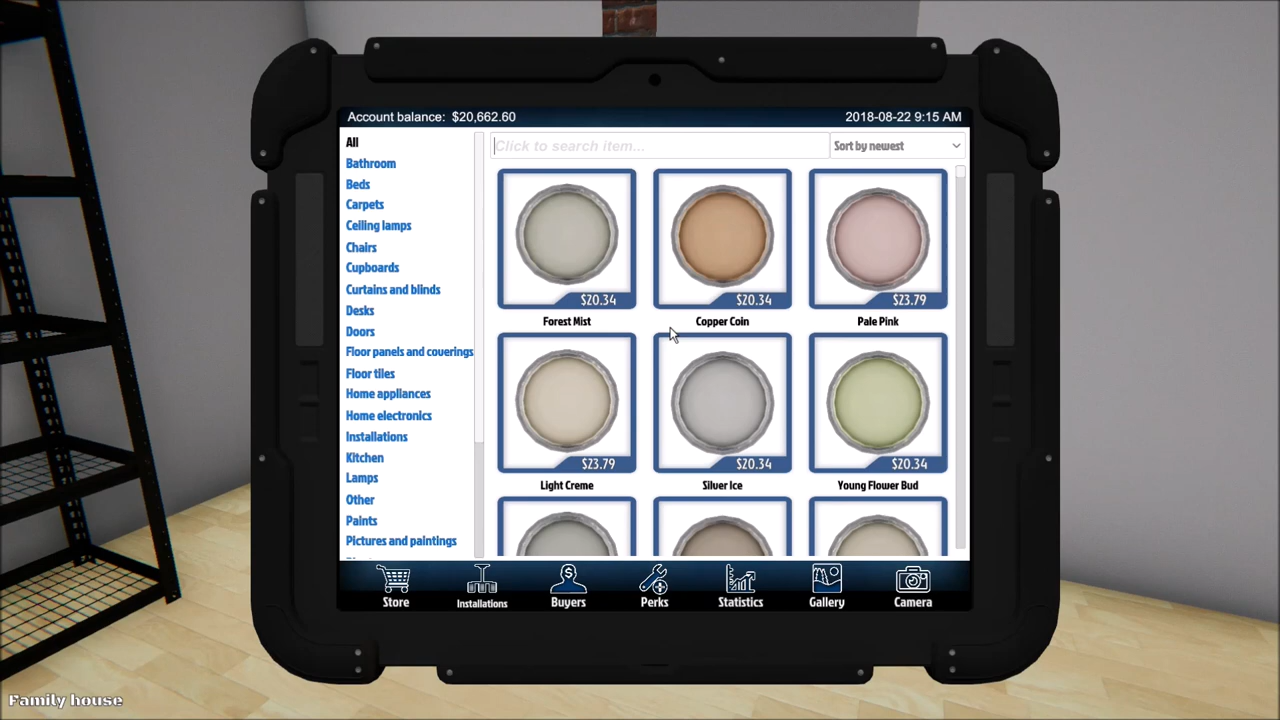 Account balance: $20,662.60
2018-08-22 9:15 AM
All
Bathroom
Beds
Carpets
Ceiling lamps
Chairs
Cupboards
Curtains and blinds
Desks
Doors
Floor panels and coverings
Floor tiles
Home appliances
Home electronics
Installations
Kitchen
Lamps
Other
Paints
Pictures and paintings
Click to search item...
Sort by newest
$20.34
$20.34
$23.79
Forest Mist
Copper Coin
Pale Pink
$23.79
$20.34
$20.34
Light Creme
Silver Ice
Young Flower Bud
Store
Installations
Buyers
Perks
Statistics
Gallery
Camera
Family house